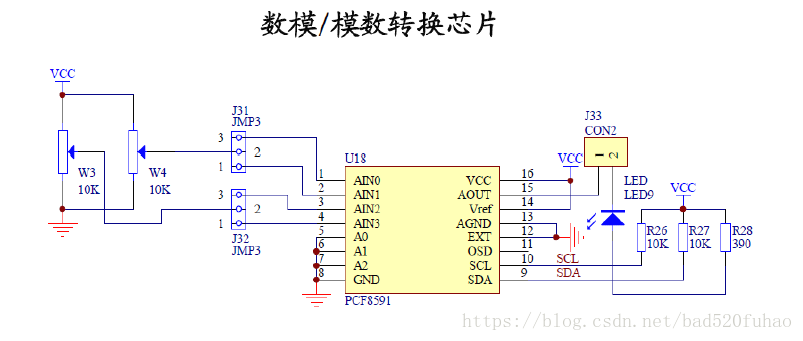 数模/模数转换芯片
VCC
W3
10K
W4
10K
J31
JMP3
3
2
1
3
2
1
J32
JMP3
U18
1 AIN0
2 AIN1
3 AIN2
4 AIN3
5 A0
6 A1
7 A2
8 GND
PCF8591
VCC 16
AOUT 15
Vref 14
AGND 13
EXT 12
OSD 11
SCL 10
SDA 9
VCC
J33
CON2
1 2
LED
LED9
SCL
SDA
VCC
R26
10K
R27
10K
R28
390
https://blog.csdn.net/bad520fuhao